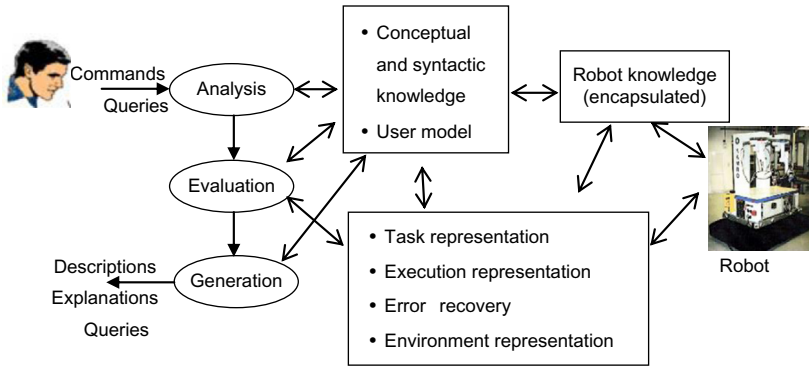 Commands
Queries
Analysis
Evaluation
Generation
Descriptions
Explanations
Queries
• Conceptual
and syntactic
knowledge
• User model
Robot knowledge
(encapsulated)
• Task representation
• Execution representation
• Error recovery
• Environment representation
Robot